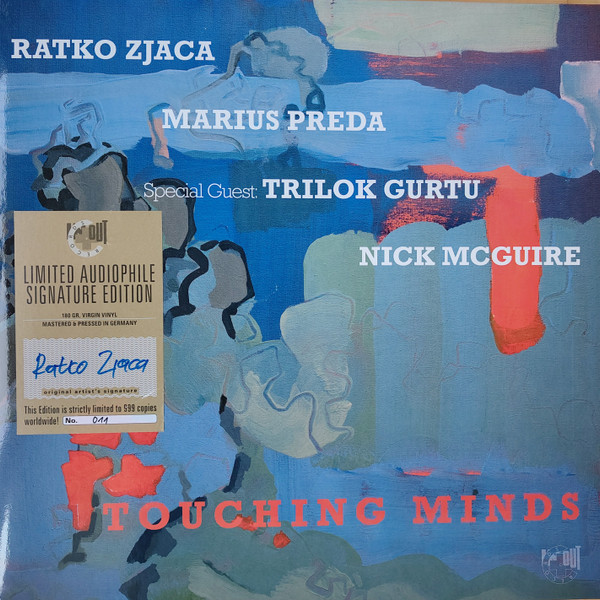 RATKO ZJACA
MARIUS PREDA
Special Guest: TRILOK GURTU
NICK MCGUIRE
OUT
LIMITED AUDIOPHILE
SIGNATURE EDITION
180 GR. VIRGIN VINYL
MASTERED & PRESSED IN GERMANY
Ratko Zjaca
original artist's signature
This Edition is strictly limited to 599 copies
worldwide! No. 011
TOUCHING MINDS
OUT